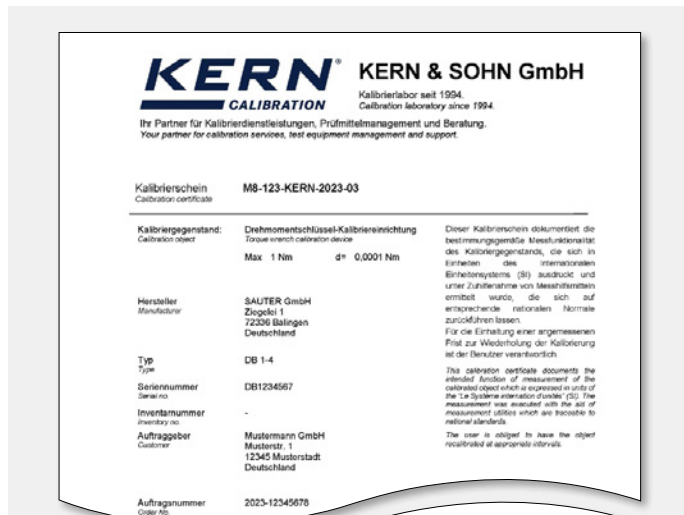 KERN®
CALIBRATION
KERN & SOHN GmbH
Kalibrierlabor seit 1994.
Calibration laboratory since 1994.
Ihr Partner für Kalibrierdienstleistungen, Prüfmittelmanagement und Beratung.
Your partner for calibration services, test equipment management and support.
Kalibrierschein
Calibration certificate
M8-123-KERN-2023-03
Kalibriergegenstand:
Calibration object
Drehmomentschlüssel-Kalibriereinrichtung
Torque wrench calibration device
Max 1 Nm d= 0,0001 Nm
Hersteller
Manufacturer
SAUTER GmbH
Ziegelei 1
72336 Balingen
Deutschland
Typ
Type
DB 1-4
Seriennummer
Serial no.
DB1234567
Inventarnummer
Inventory no.
-
Auftraggeber
Customer
Mustermann GmbH
Musterstr. 1
12345 Musterstadt
Deutschland
Auftragsnummer
Order No.
2023-12345678
Dieser Kalibrierschein dokumentiert die
bestimmungsgemäße Messfunktionalität
des Kalibriergegenstands, die sich in
Einheiten des Internationalen
Einheitensystems (SI) ausdrückt und
unter Zuhilfenahme von Messhilfsmitteln
ermittelt wurde, die sich auf
entsprechende nationalen Normale
zurückführen lassen.
Für die Einhaltung einer angemessenen
Frist zur Wiederholung der Kalibrierung
ist der Benutzer verantwortlich
This calibration certificate documents the
intended function of measurement of the
calibrated object which is expressed in units of
the "Le Système internation d'unités" (SI). The
measurement was executed with the aid of
measurement utilities which are traceable to
national standards.
The user is obliged to have the object
recalibrated at appropriate intervals.